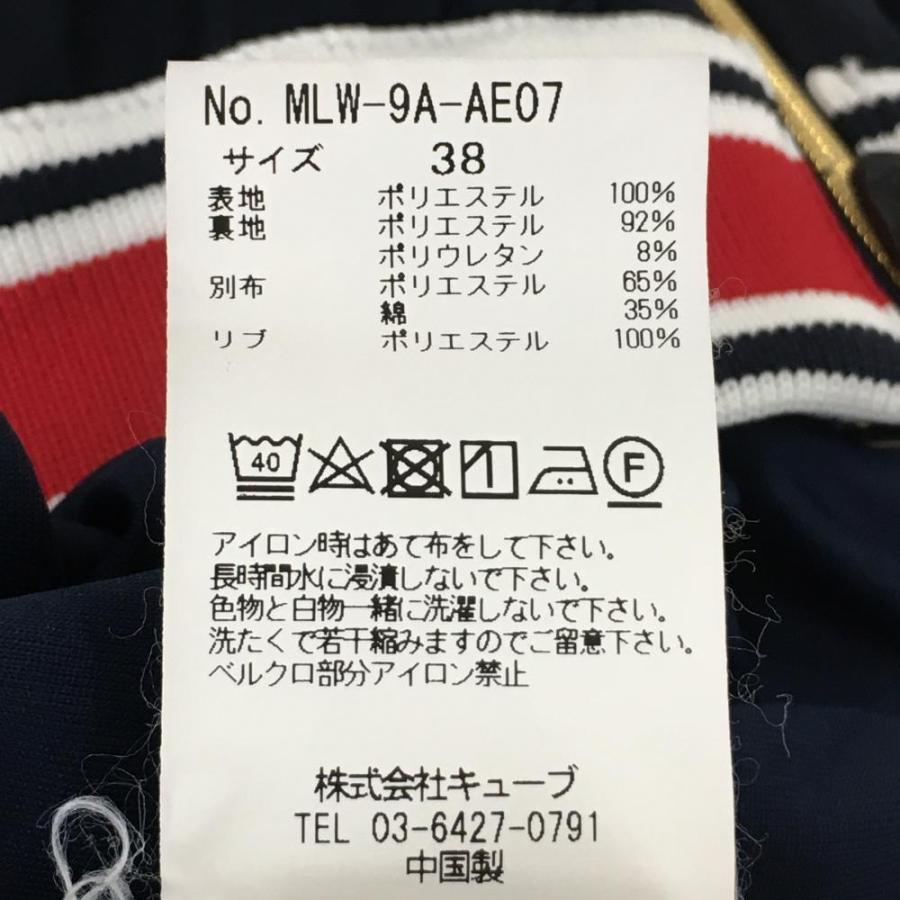 No. MLW-9A-AE07
サイズ 38
表地 ポリエステル 100%
裏地 ポリエステル 92%
ポリウレタン 8%
別布 ポリエステル 65%
綿 35%
リブ ポリエステル 100%
40 F
アイロン時はあて布をして下さい。
長時間水に浸漬しないで下さい。
色物と白物一緒に洗濯しないで下さい。
洗たくで若干縮みますのでご留意下さい。
ベルクロ部分アイロン禁止
株式会社キューブ
TEL 03-6427-0791
中国製